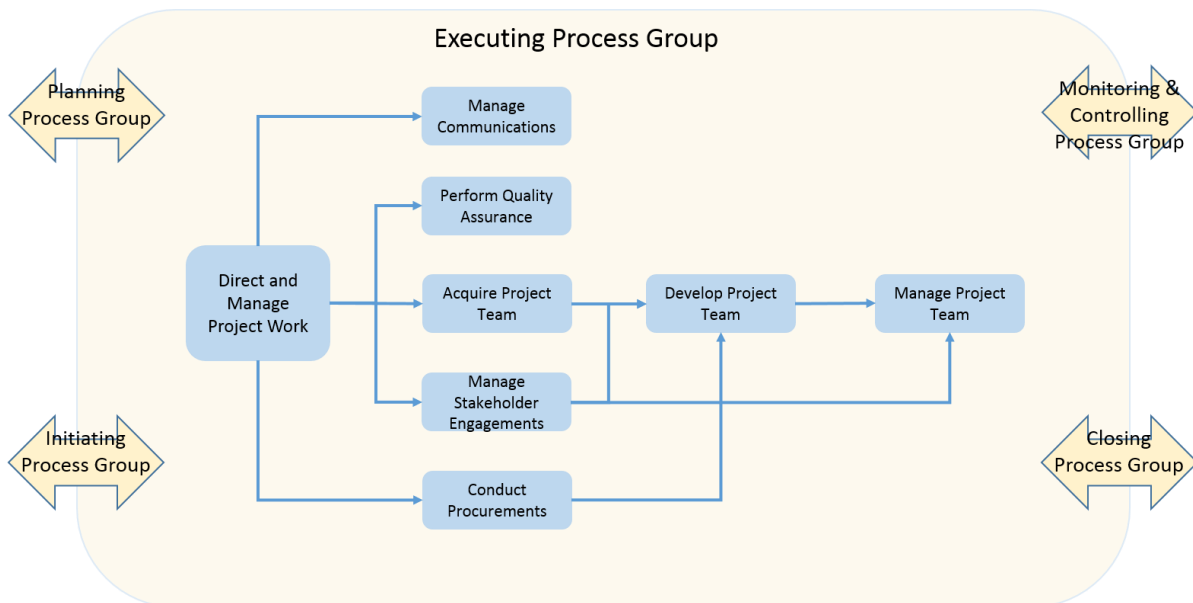 Executing Process Group
Planning
Process Group
Monitoring &
Controlling
Process Group
Manage
Communications
Perform Quality
Assurance
Direct and
Manage
Project Work
Acquire Project
Team
Develop Project
Team
Manage Project
Team
Manage
Stakeholder
Engagements
Initiating
Process Group
Closing
Process Group
Conduct
Procurements